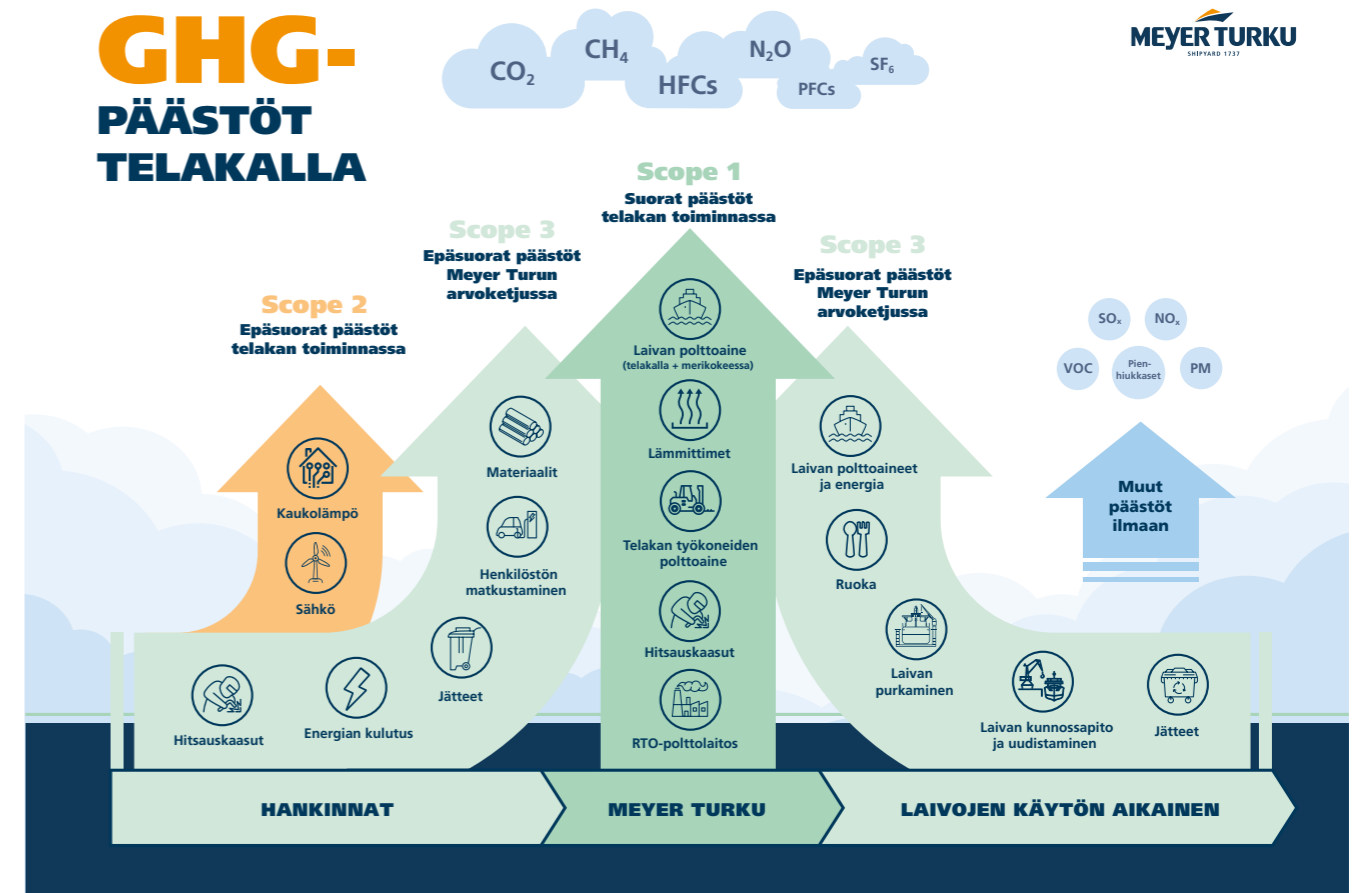 GHG-
PÄÄSTÖT
TELAKALLA
CO₂
CH₄
HFCs
N₂O
PFCs
SF₆
MEYER TURKU
SHIPYARD 1737
Scope 2
Epäsuorat päästöt
telakan toiminnassa
Kaukolämpö
Sähkö
Scope 3
Epäsuorat päästöt
Meyer Turun
arvoketjussa
Materiaalit
Henkilöstön
matkustaminen
Jätteet
Energian kulutus
Hitsauskaasut
Scope 1
Suorat päästöt
telakan toiminnassa
Laivan polttoaine
(telakalla + merikokeessa)
Lämmittimet
Telakan työkoneiden
polttoaine
Hitsauskaasut
RTO-polttolaitos
Scope 3
Epäsuorat päästöt
Meyer Turun
arvoketjussa
Laivan polttoaineet
ja energia
Ruoka
Laivan
purkaminen
Laivan kunnossapito
ja uudistaminen
Jätteet
SOₓ
NOₓ
VOC
Pien-
hiukkaset
PM
Muut
päästöt
ilmaan
HANKINNAT
MEYER TURKU
LAIVOJEN KÄYTÖN AIKAINEN